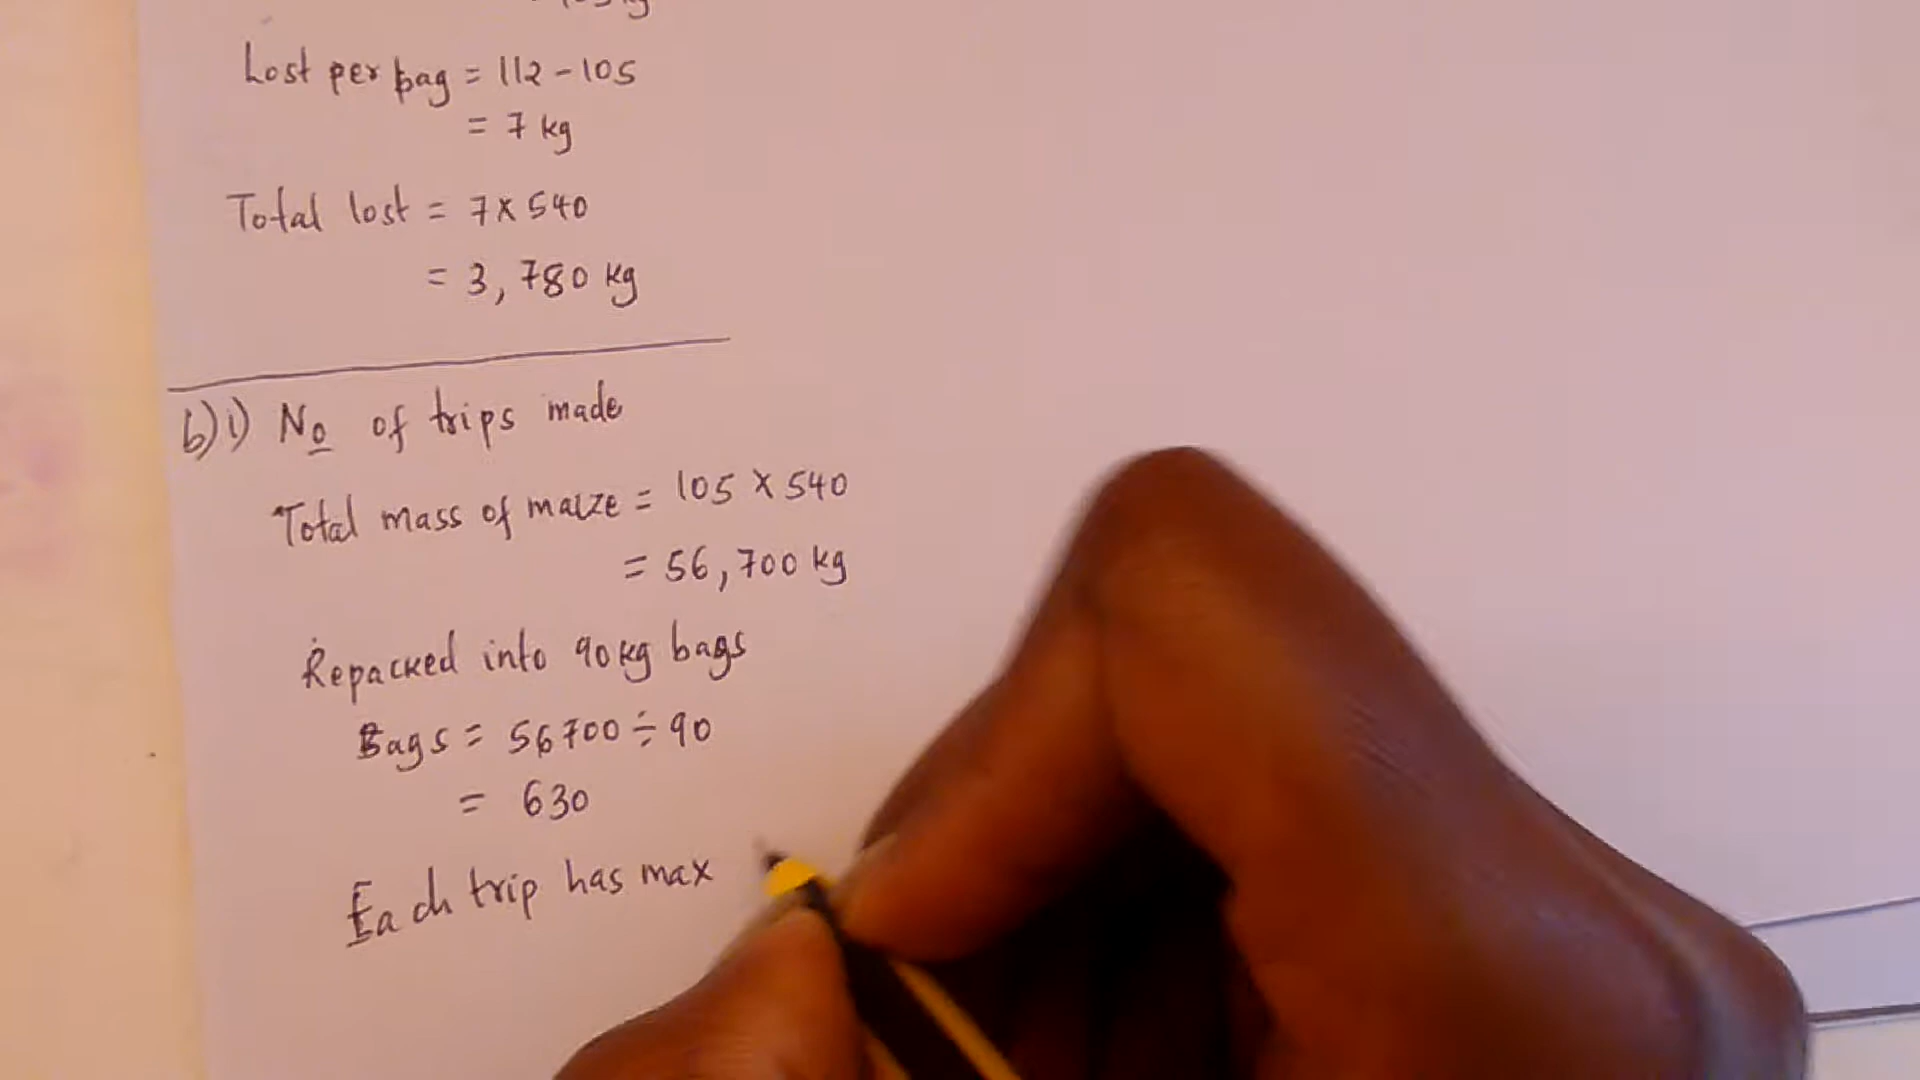 Lost per bag = 112 - 105
= 7 kg
Total lost = 7 x 540
= 3, 780 kg
b) i) No of trips made
Total mass of maize = 105 x 540
= 56, 700 kg
Repacked into 90 kg bags
Bags = 56700 ÷ 90
= 630
Each trip has max